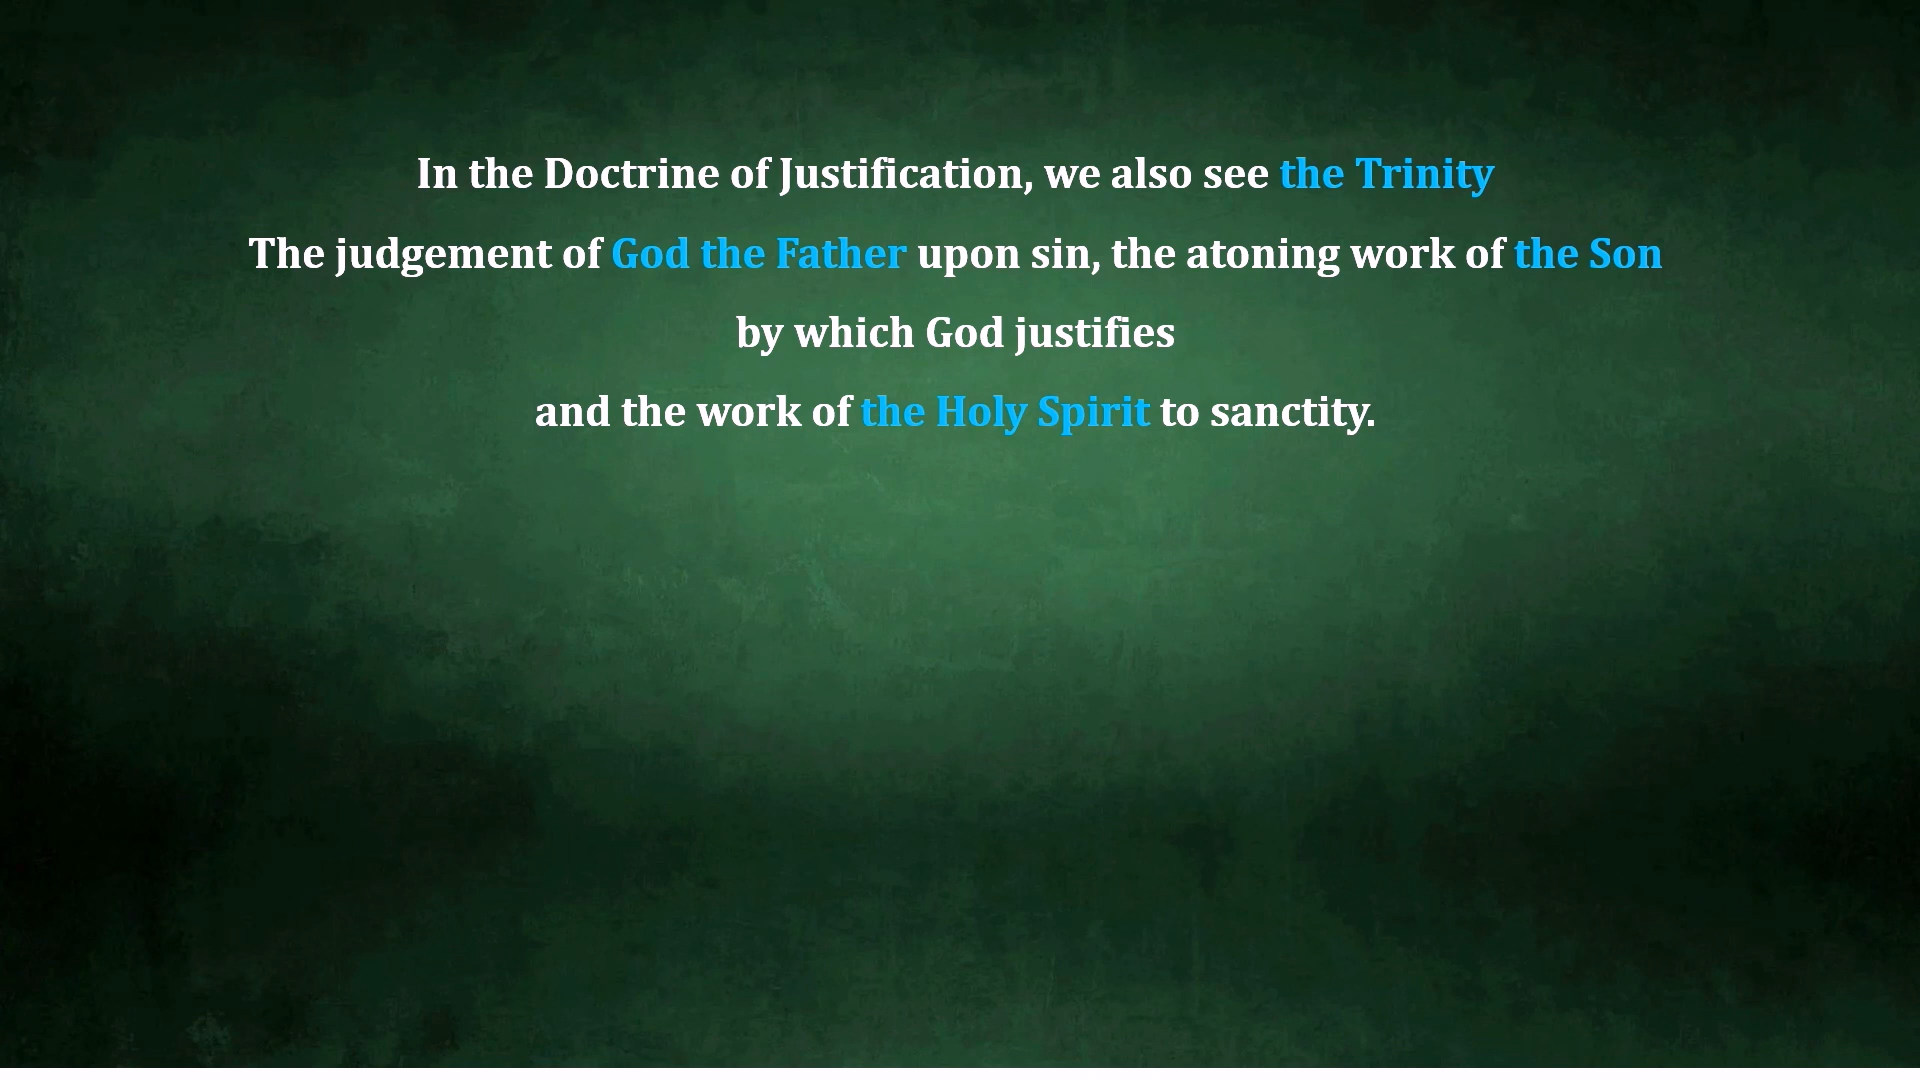 In the Doctrine of Justification, we also see the Trinity
The judgement of God the Father upon sin, the atoning work of the Son
by which God justifies
and the work of the Holy Spirit to sanctity.